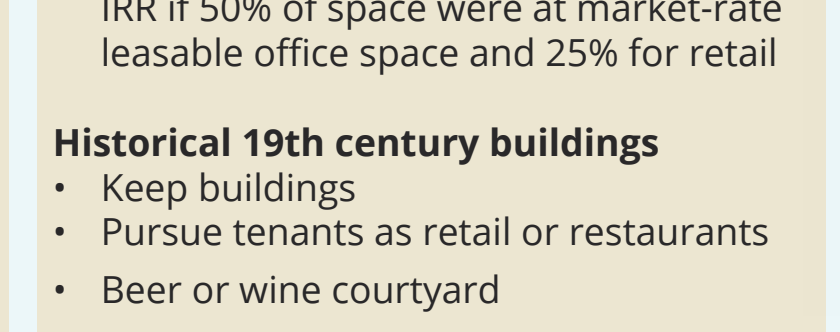 IRR if 50% of space were at market-rate
leasable office space and 25% for retail
Historical 19th century buildings
• Keep buildings
• Pursue tenants as retail or restaurants
• Beer or wine courtyard